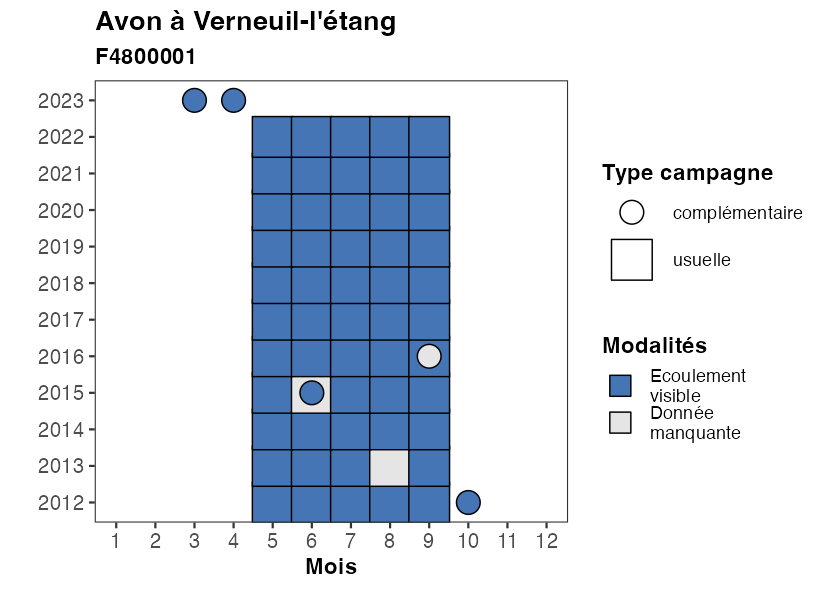 Avon à Verneuil-l'étang
F4800001
2023
2022
2021
2020
2019
2018
2017
2016
2015
2014
2013
2012
1 2 3 4 5 6 7 8 9 10 11 12
Mois
Type campagne
complémentaire
usuelle
Modalités
Ecoulement
visible
Donnée
manquante